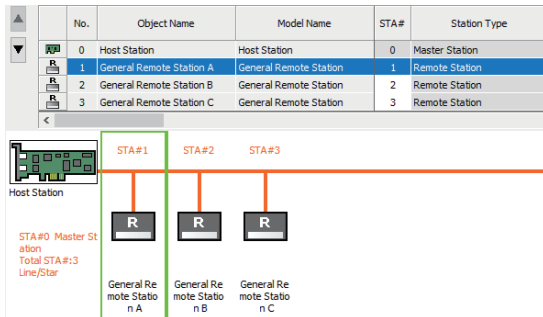 No. Object Name Model Name STA# Station Type
0 Host Station Host Station 0 Master Station
R 1 General Remote Station A General Remote Station 1 Remote Station
R 2 General Remote Station B General Remote Station 2 Remote Station
R 3 General Remote Station C General Remote Station 3 Remote Station
STA#1 STA#2 STA#3
Host Station
R R R
STA#0 Master St
ation
Total STA#:3
Line/Star
General Re
mote Statio
n A
General Re
mote Statio
n B
General Re
mote Statio
n C